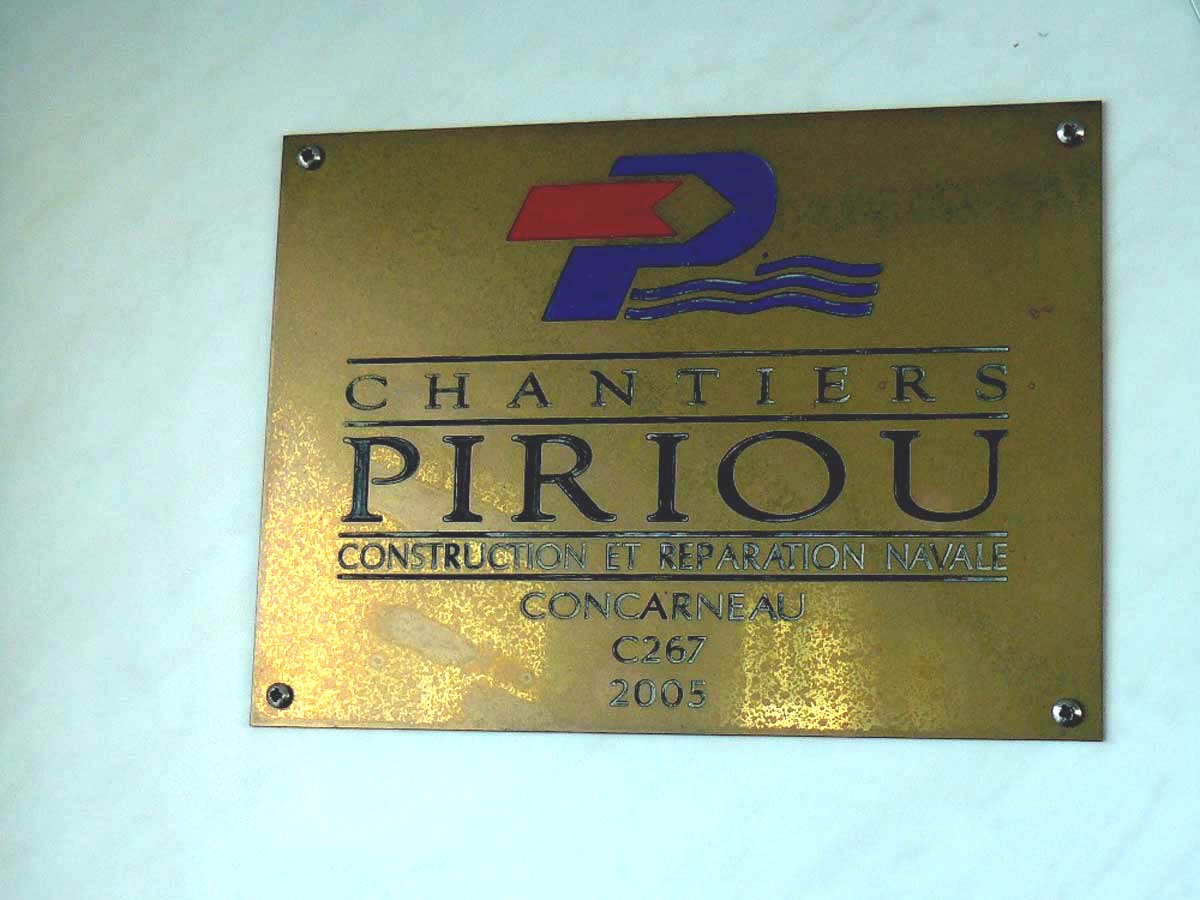 CHANTIERS
PIRIOU
CONSTRUCTION ET REPARATION NAVALE
CONCARNEAU
C267
2005